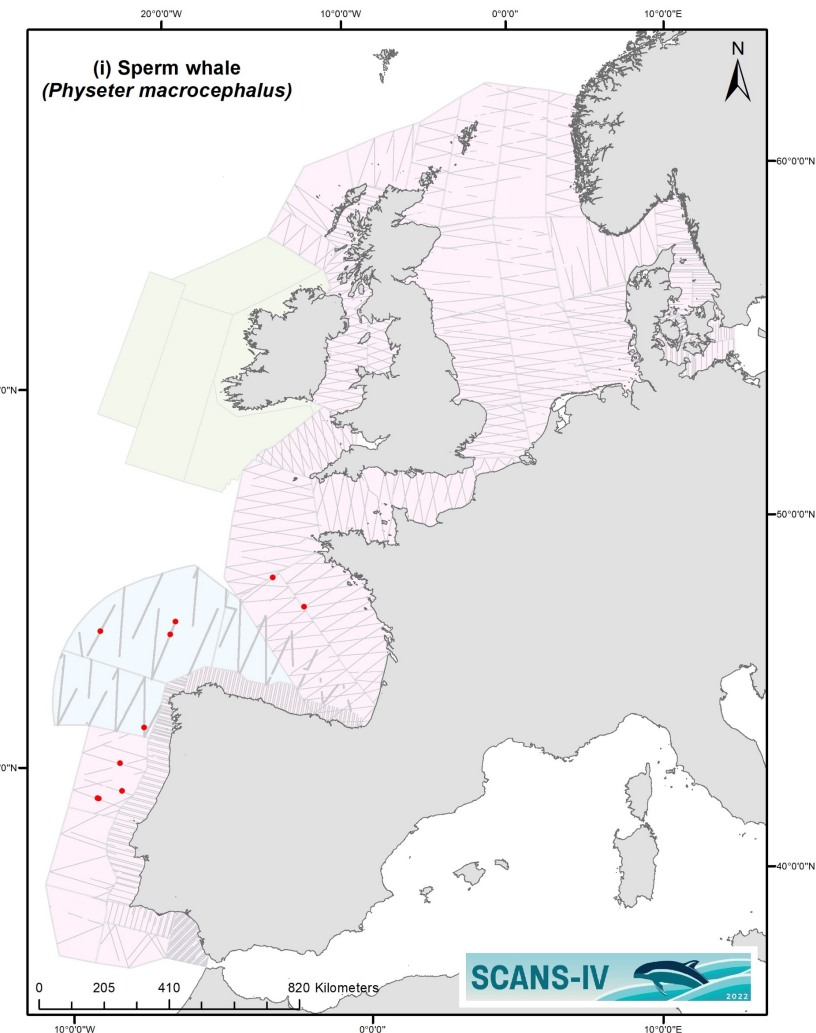 20°0'0"W 10°0'0"W 0°0'0" 10°0'0"E
(i) Sperm whale
(Physeter macrocephalus)
N
60°0'0"N
0"N
50°0'0"N
0"N
40°0'0"N
SCANS-IV
2022
0 205 410 820 Kilometers
10°0'0"W 0°0'0" 10°0'0"E